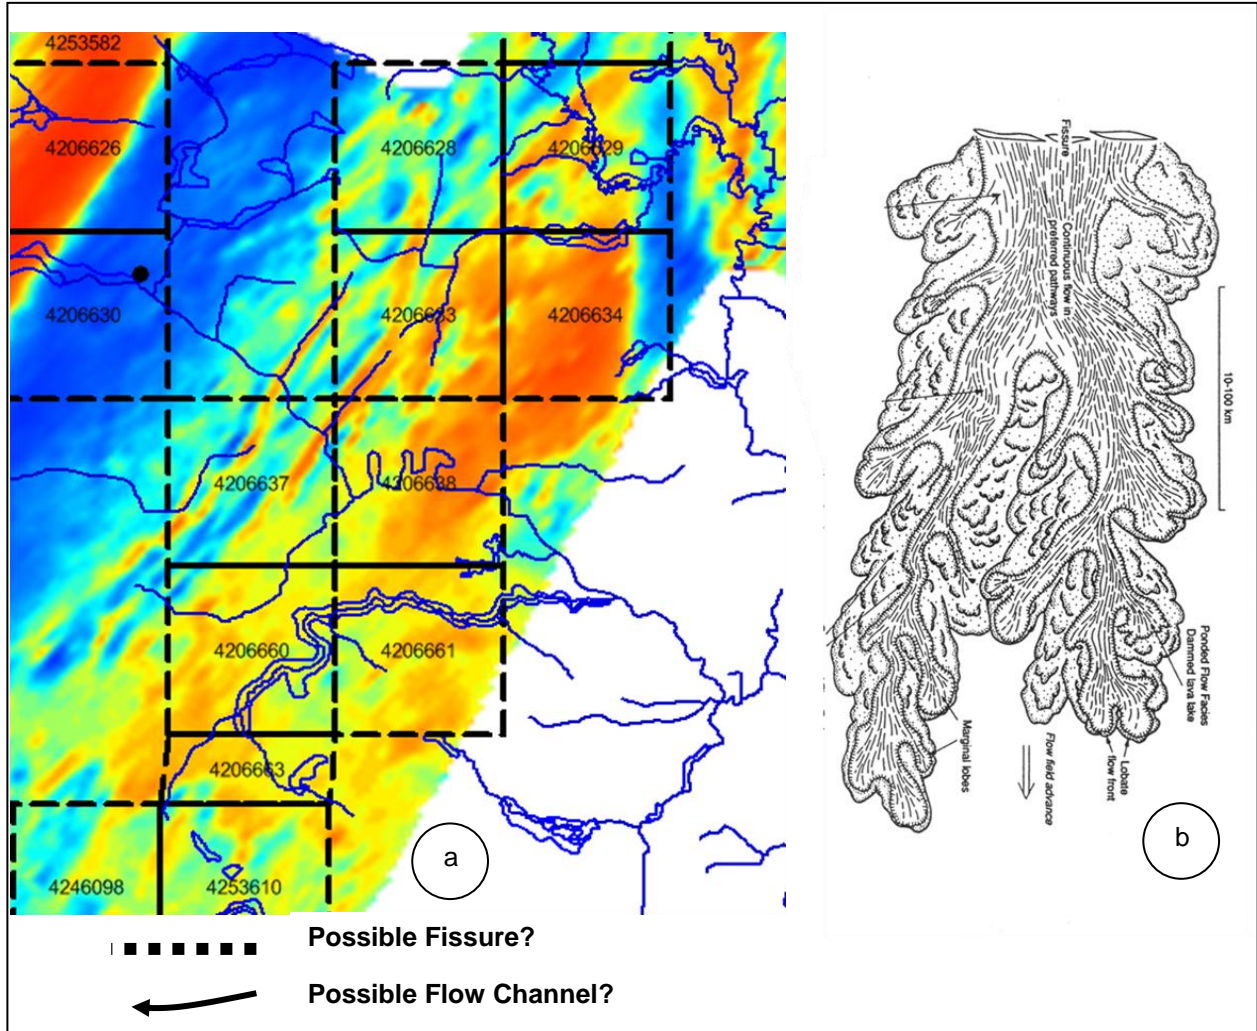 4253582
4206626
4206628
4206629
4206630
4206633
4206634
4206637
4206638
4206660
4206661
4206663
4246098
4253610
a
Possible Fissure?
Possible Flow Channel?
Fissure
Continuous flow in
preferred pathways
10-100 km
Ponded Flow Facies
Dammed lava lake
Marginal lobes
Flow field advance
Lobate
flow front
b